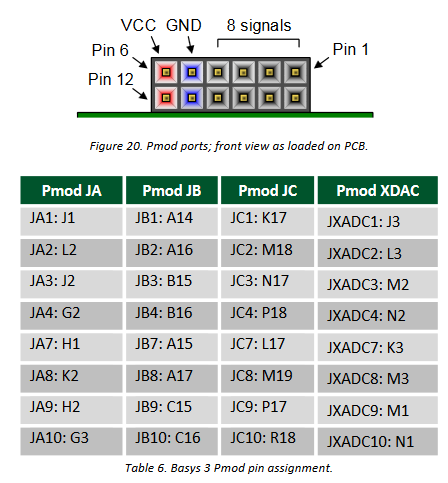 VCC GND 8 signals
Pin 6 Pin 1
Pin 12
Figure 20. Pmod ports; front view as loaded on PCB.
Pmod JA Pmod JB Pmod JC Pmod XDAC
JA1: J1 JB1: A14 JC1: K17 JXADC1: J3
JA2: L2 JB2: A16 JC2: M18 JXADC2: L3
JA3: J2 JB3: B15 JC3: N17 JXADC3: M2
JA4: G2 JB4: B16 JC4: P18 JXADC4: N2
JA7: H1 JB7: A15 JC7: L17 JXADC7: K3
JA8: K2 JB8: A17 JC8: M19 JXADC8: M3
JA9: H2 JB9: C15 JC9: P17 JXADC9: M1
JA10: G3 JB10: C16 JC10: R18 JXADC10: N1
Table 6. Basys 3 Pmod pin assignment.